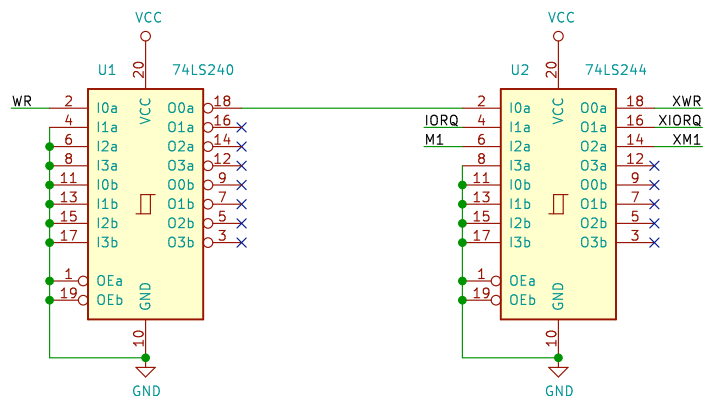 VCC VCC
U1 74LS240 U2 74LS244
20 20
VCC VCC
WR 2 I0a O0a 18 2 I0a O0a 18 XWR
4 I1a O1a 16 IORQ 4 I1a O1a 16 XIORQ
6 I2a O2a 14 M1 6 I2a O2a 14 XM1
8 I3a O3a 12 8 I3a O3a 12
11 I0b O0b 9 11 I0b O0b 9
13 I1b O1b 7 13 I1b O1b 7
15 I2b O2b 5 15 I2b O2b 5
17 I3b O3b 3 17 I3b O3b 3
1 OEa 1 OEa
19 OEb 19 OEb
GND GND
10 10
GND GND